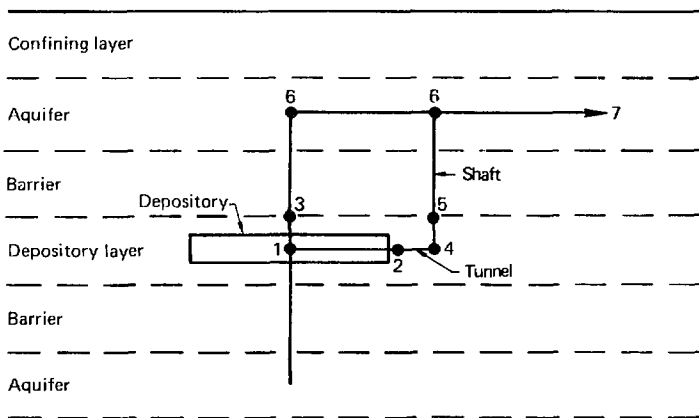 Confining layer
6 6
Aquifer 7
Barrier Shaft
Depository 3 5
Depository layer 1 2 4
Tunnel
Barrier
Aquifer